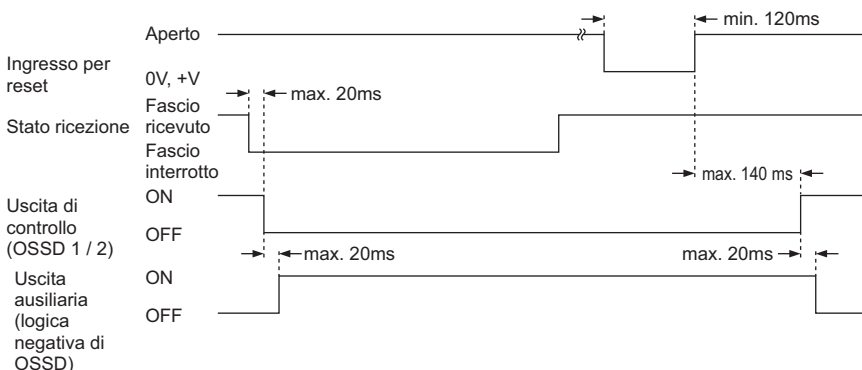 Aperto
min. 120ms
Ingresso per
reset
0V, +V
max. 20ms
Stato ricezione
Fascio
ricevuto
Fascio
interrotto
max. 140 ms
Uscita di
controllo
(OSSD 1 / 2)
ON
OFF
max. 20ms
max. 20ms
Uscita
ausiliaria
(logica
negativa di
OSSD)
ON
OFF